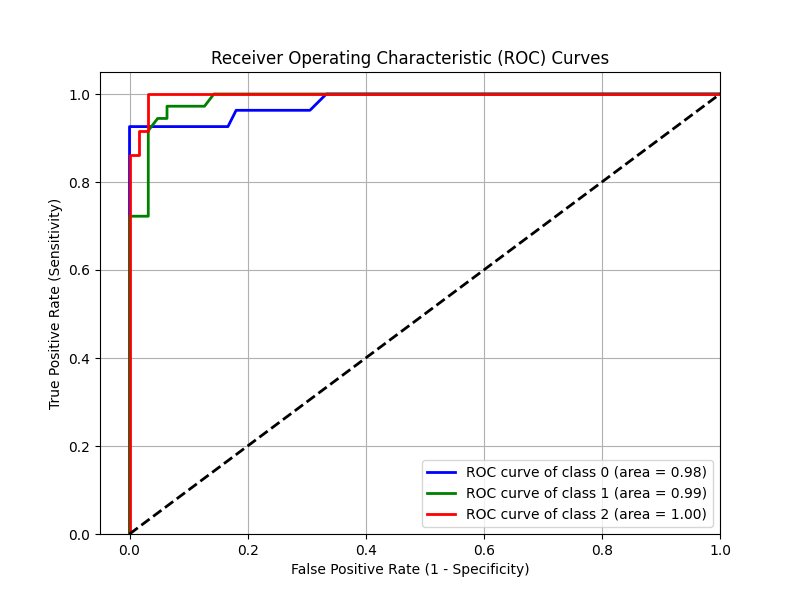 Receiver Operating Characteristic (ROC) Curves
True Positive Rate (Sensitivity)
1.0
0.8
0.6
0.4
0.2
0.0
ROC curve of class 0 (area = 0.98)
ROC curve of class 1 (area = 0.99)
ROC curve of class 2 (area = 1.00)
0.0 0.2 0.4 0.6 0.8 1.0
False Positive Rate (1 - Specificity)